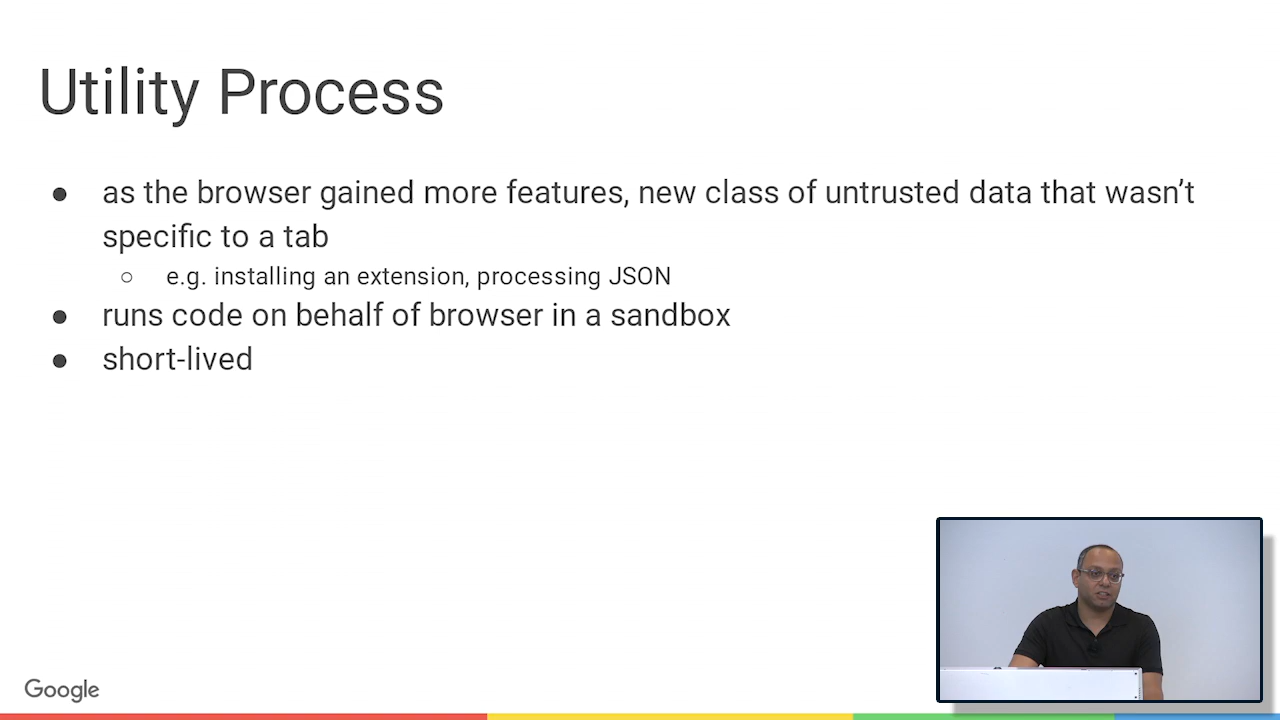 Utility Process
● as the browser gained more features, new class of untrusted data that wasn’t
specific to a tab
○ e.g. installing an extension, processing JSON
● runs code on behalf of browser in a sandbox
● short-lived
Google